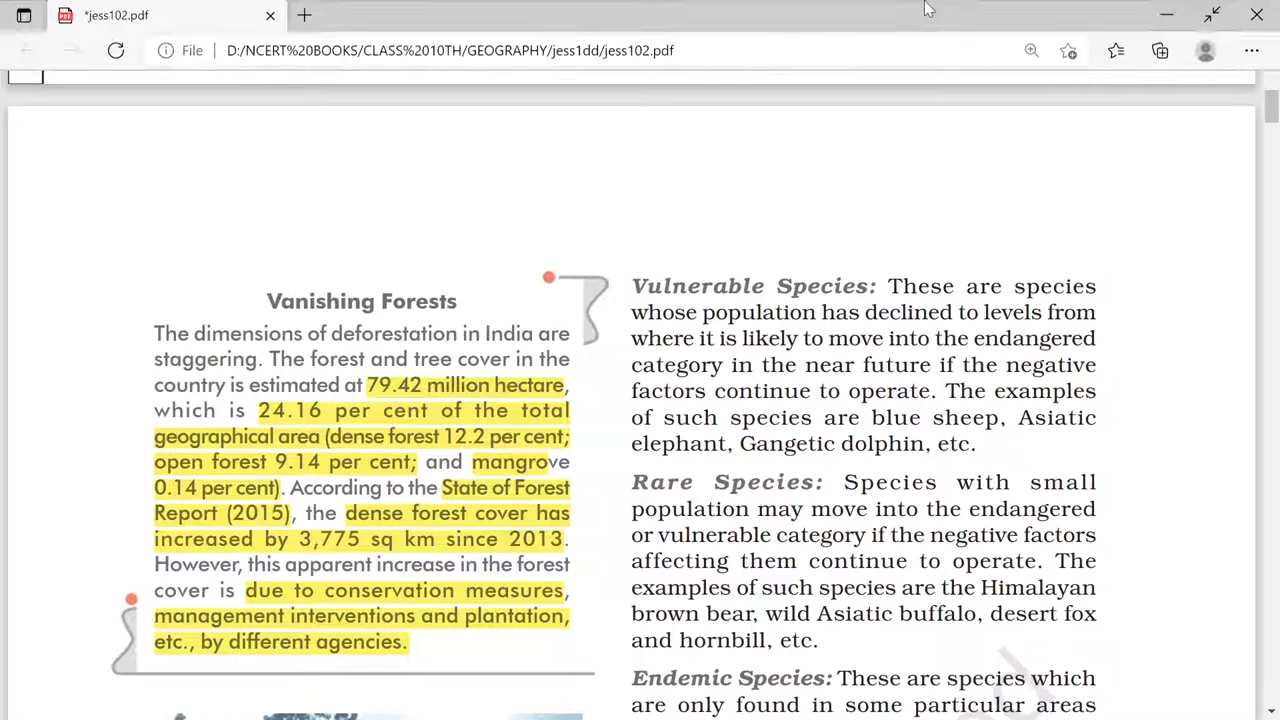 *jess102.pdf
File
D:/NCERT%20BOOKS/CLASS%2010TH/GEOGRAPHY/jess1dd/jess102.pdf
Vanishing Forests
The dimensions of deforestation in India are
staggering. The forest and tree cover in the
country is estimated at 79.42 million hectare,
which is 24.16 per cent of the total
geographical area (dense forest 12.2 per cent;
open forest 9.14 per cent; and mangrove
0.14 per cent). According to the State of Forest
Report (2015), the dense forest cover has
increased by 3,775 sq km since 2013.
However, this apparent increase in the forest
cover is due to conservation measures,
management interventions and plantation,
etc., by different agencies.
Vulnerable Species: These are species
whose population has declined to levels from
where it is likely to move into the endangered
category in the near future if the negative
factors continue to operate. The examples
of such species are blue sheep, Asiatic
elephant, Gangetic dolphin, etc.
Rare Species: Species with small
population may move into the endangered
or vulnerable category if the negative factors
affecting them continue to operate. The
examples of such species are the Himalayan
brown bear, wild Asiatic buffalo, desert fox
and hornbill, etc.
Endemic Species: These are species which
are only found in some particular areas